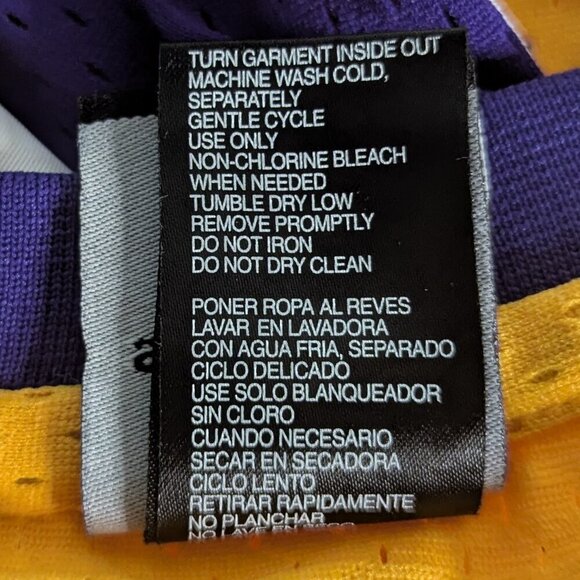 TURN GARMENT INSIDE OUT
MACHINE WASH COLD,
SEPARATELY
GENTLE CYCLE
USE ONLY
NON-CHLORINE BLEACH
WHEN NEEDED
TUMBLE DRY LOW
REMOVE PROMPTLY
DO NOT IRON
DO NOT DRY CLEAN
PONER ROPA AL REVES
LAVAR EN LAVADORA
CON AGUA FRIA, SEPARADO
CICLO DELICADO
USE SOLO BLANQUEADOR
SIN CLORO
CUANDO NECESARIO
SECAR EN SECADORA
CICLO LENTO
RETIRAR RAPIDAMENTE
NO PLANCHAR
NO LAVE EN